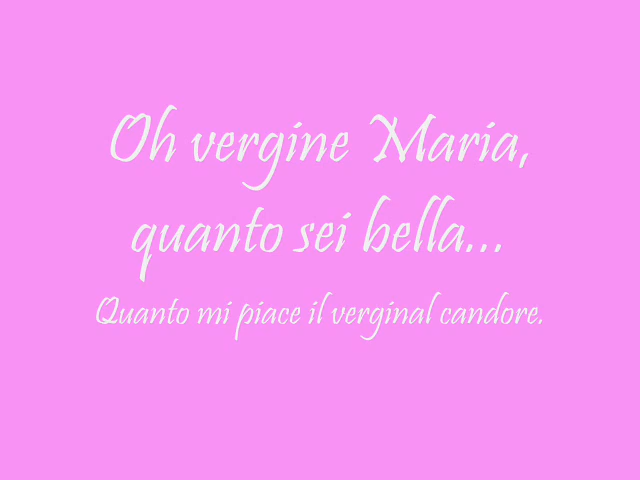 Oh vergine Maria,
quanto sei bella...
Quanto mi piace il verginal candore.